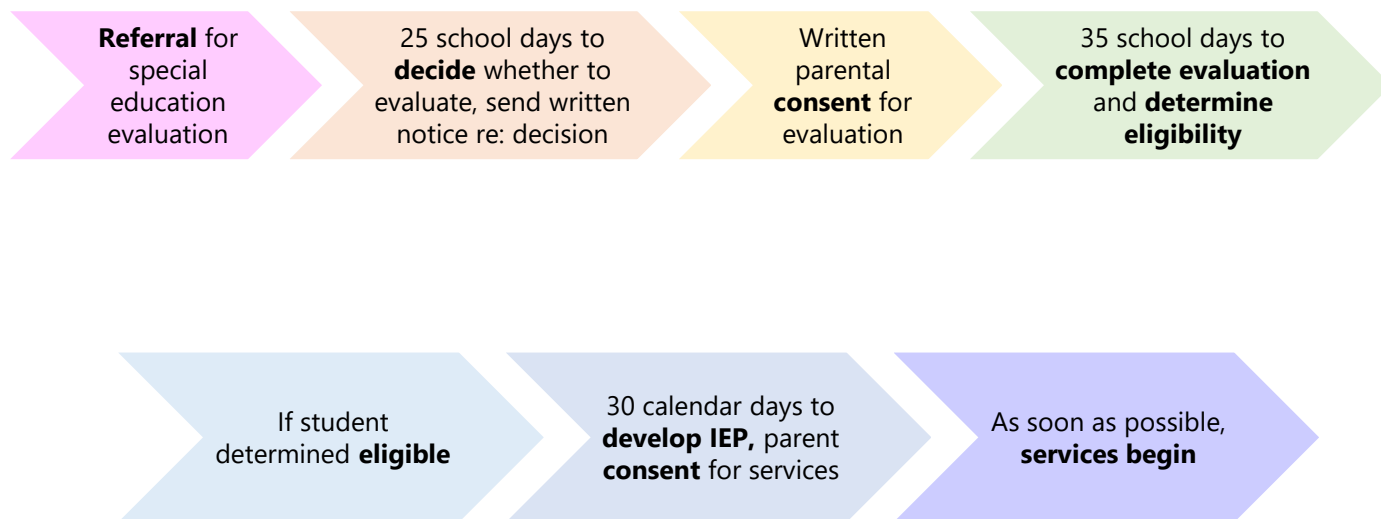 Referral for
special
education
evaluation
25 school days to
decide whether to
evaluate, send written
notice re: decision
Written
parental
consent for
evaluation
35 school days to
complete evaluation
and determine
eligibility
If student
determined eligible
30 calendar days to
develop IEP, parent
consent for services
As soon as possible,
services begin